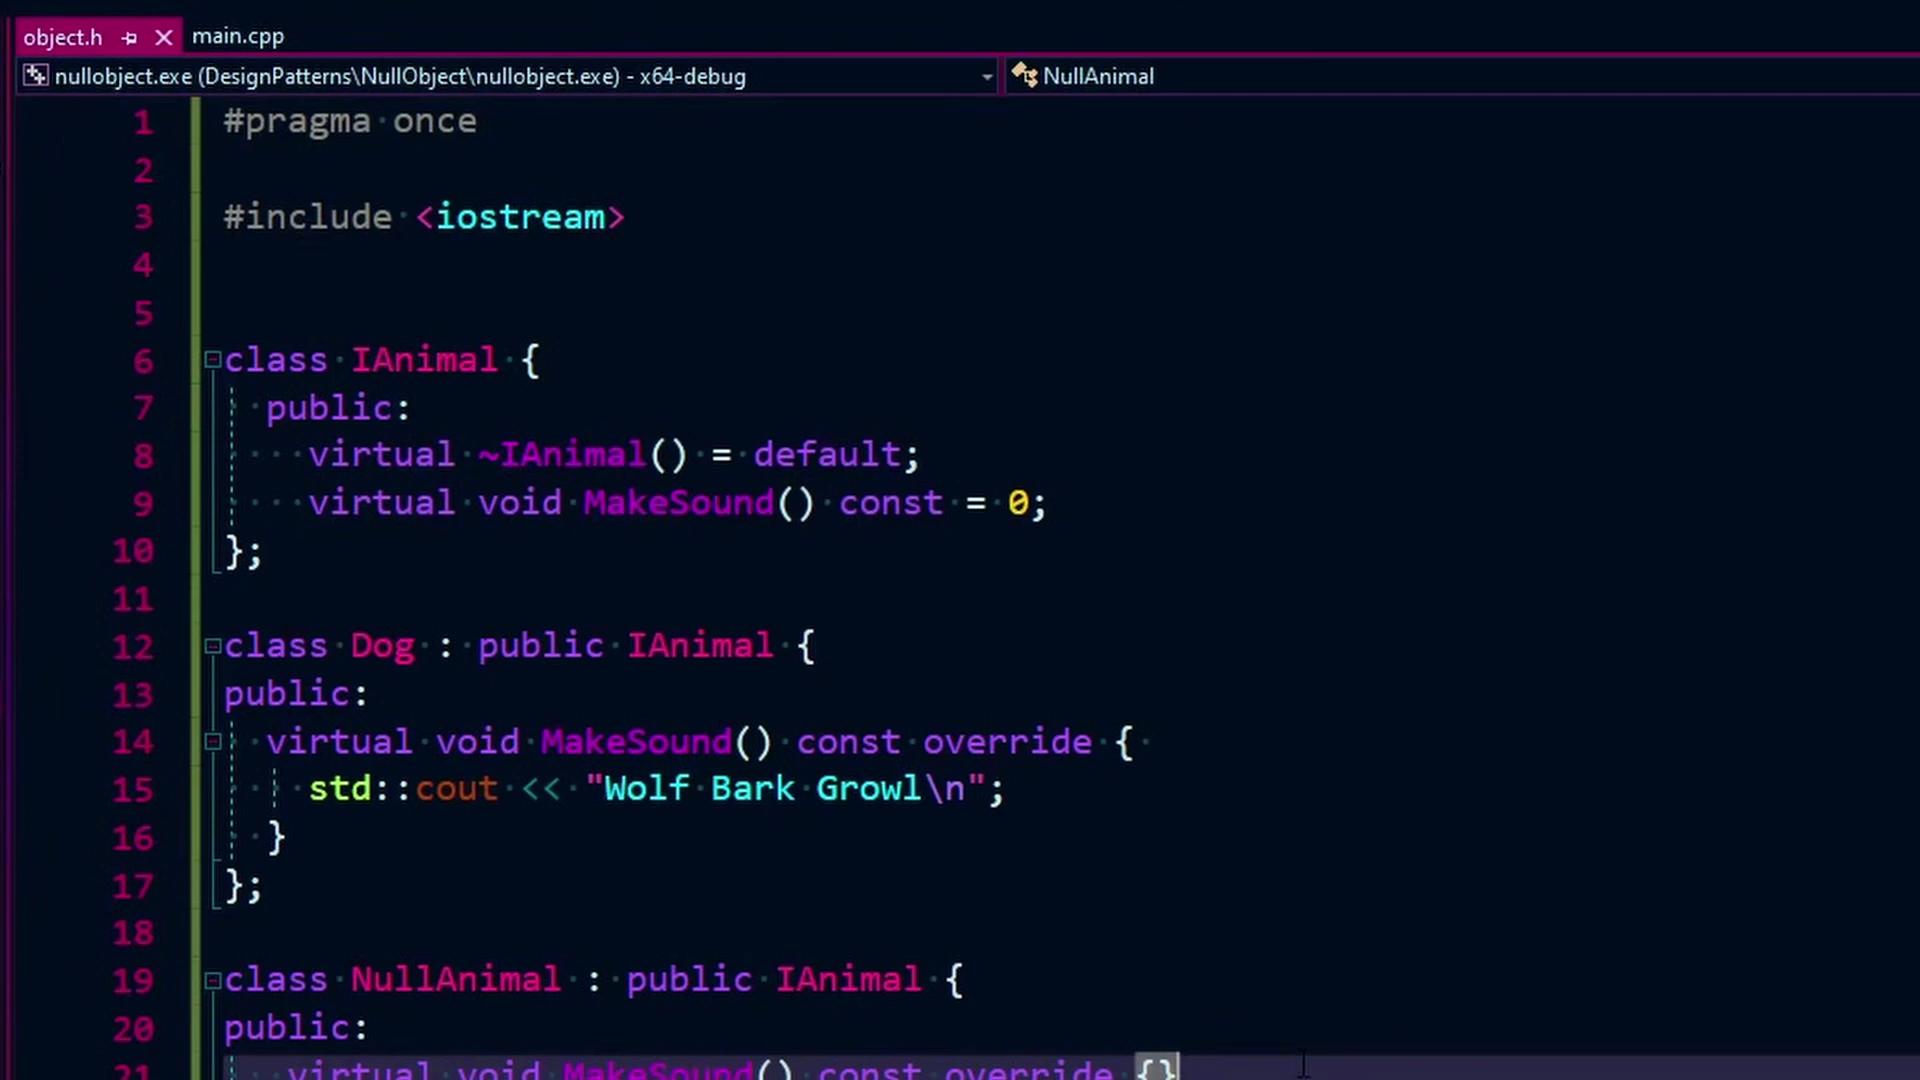 object.h main.cpp
nullobject.exe (DesignPatterns\NullObject\nullobject.exe) - x64-debug NullAnimal
1 #pragma once
2
3 #include <iostream>
4
5
6 class IAnimal {
7 public:
8 virtual ~IAnimal() = default;
9 virtual void MakeSound() const = 0;
10 };
11
12 class Dog : public IAnimal {
13 public:
14 virtual void MakeSound() const override {
15 std::cout << "Wolf Bark Growl\n";
16 }
17 };
18
19 class NullAnimal : public IAnimal {
20 public:
21 virtual void MakeSound() const override {}